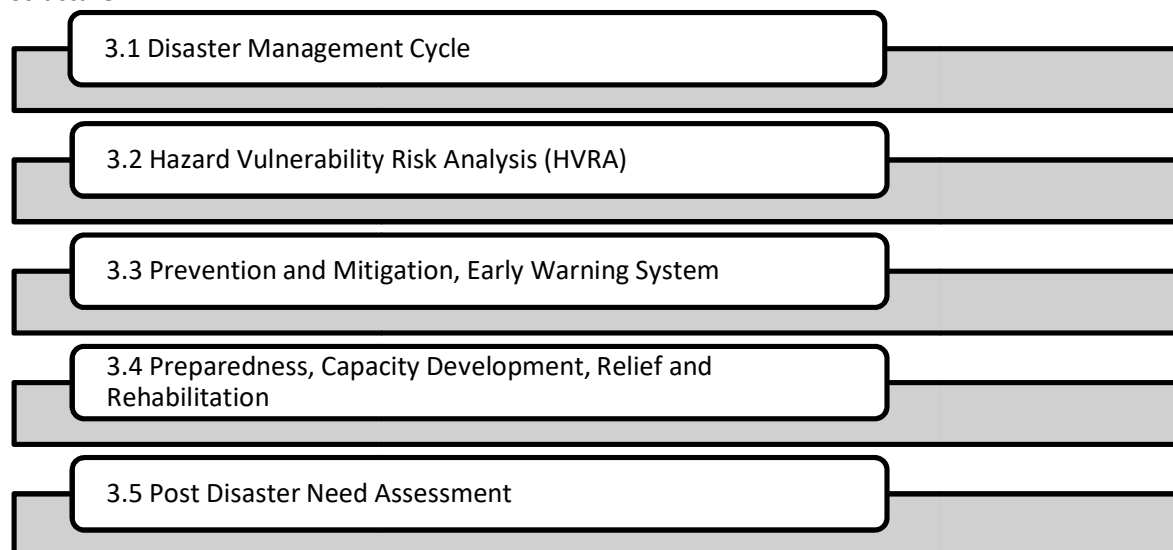 3.1 Disaster Management Cycle
3.2 Hazard Vulnerability Risk Analysis (HVRA)
3.3 Prevention and Mitigation, Early Warning System
3.4 Preparedness, Capacity Development, Relief and
Rehabilitation
3.5 Post Disaster Need Assessment